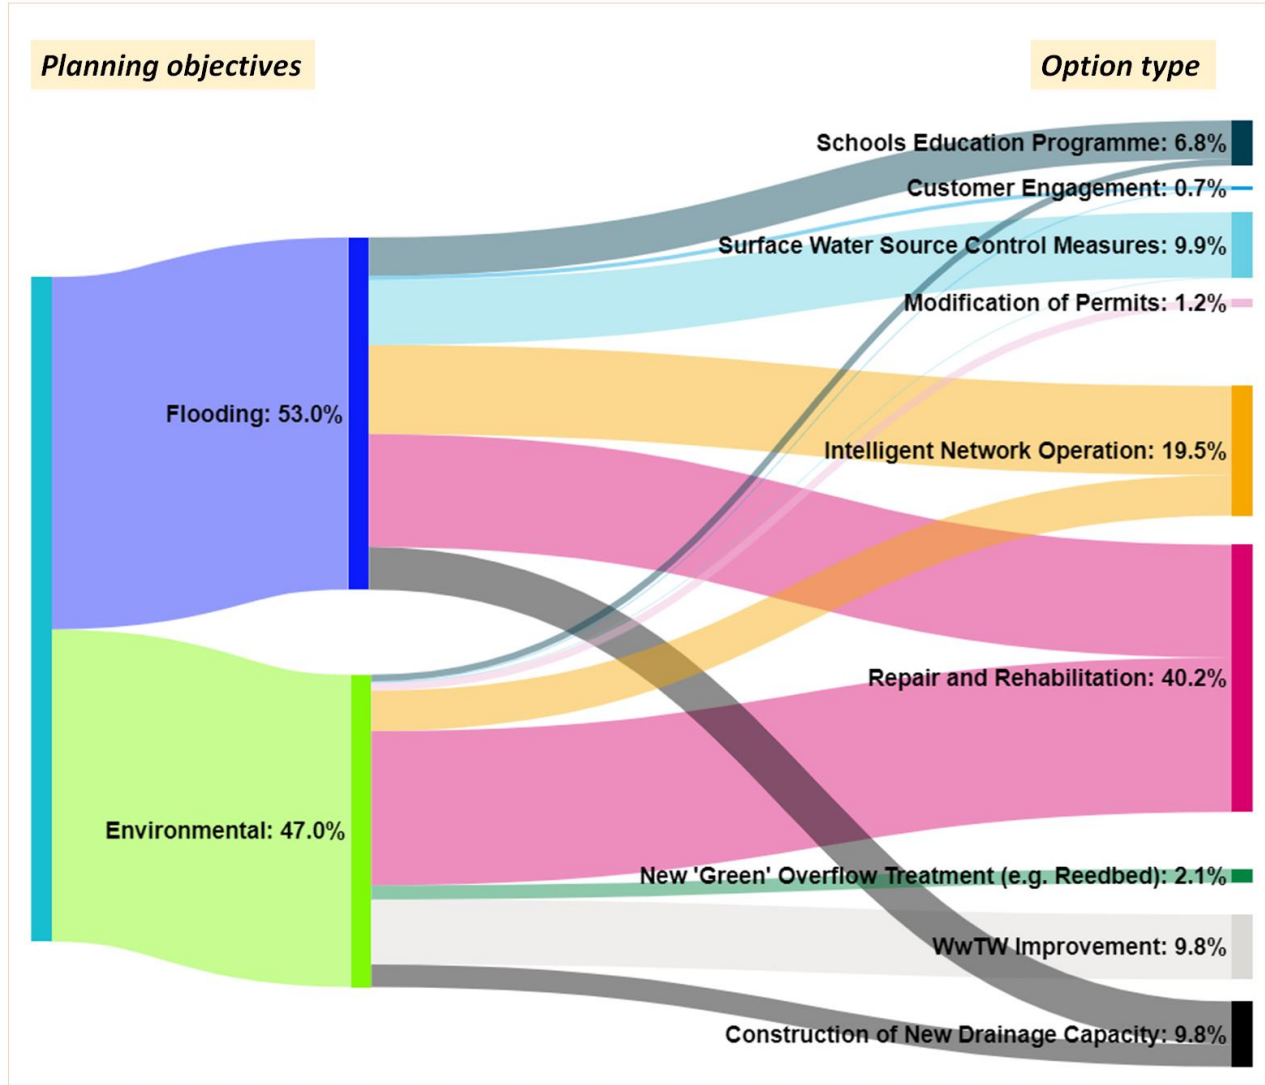 Planning objectives
Option type
Schools Education Programme: 6.8%
Customer Engagement: 0.7%
Surface Water Source Control Measures: 9.9%
Modification of Permits: 1.2%
Flooding: 53.0%
Intelligent Network Operation: 19.5%
Repair and Rehabilitation: 40.2%
Environmental: 47.0%
New 'Green' Overflow Treatment (e.g. Reedbed): 2.1%
WwTW Improvement: 9.8%
Construction of New Drainage Capacity: 9.8%